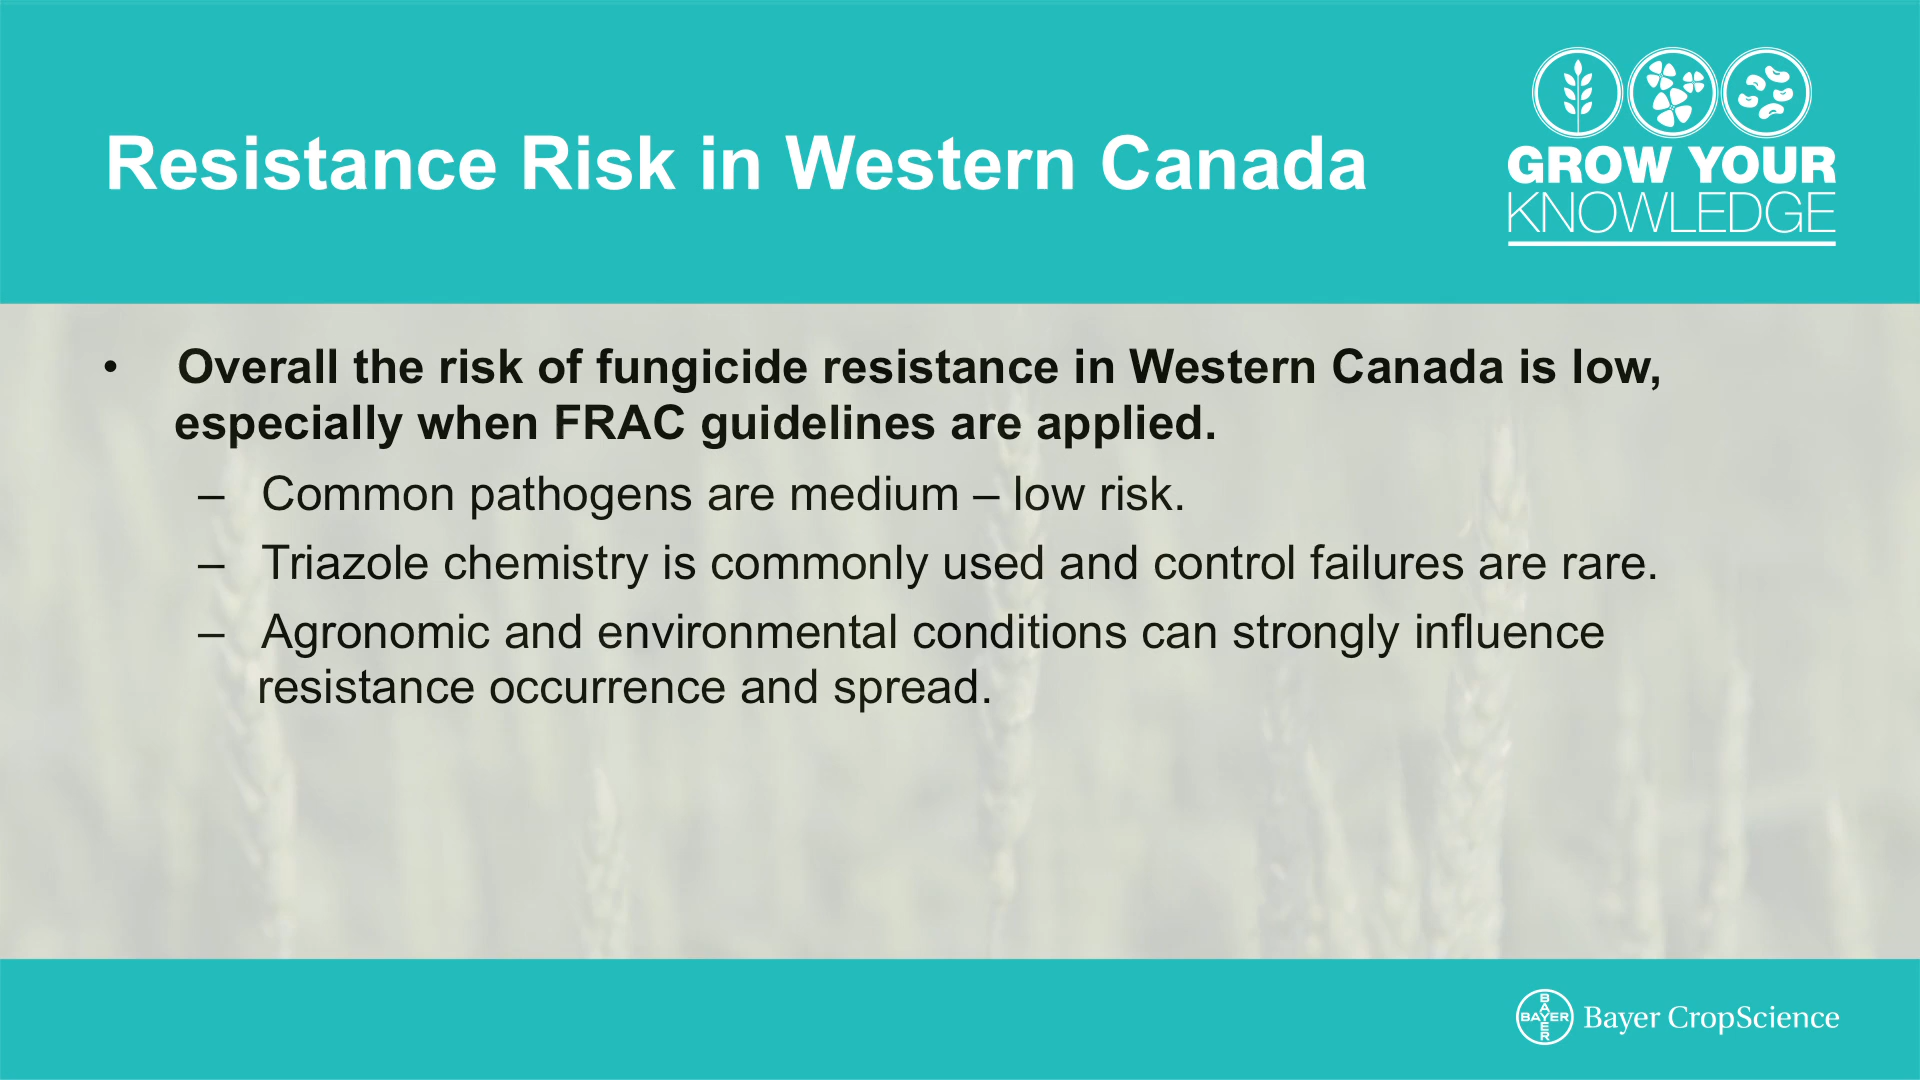 Resistance Risk in Western Canada
GROW YOUR
KNOWLEDGE
• Overall the risk of fungicide resistance in Western Canada is low,
especially when FRAC guidelines are applied.
– Common pathogens are medium – low risk.
– Triazole chemistry is commonly used and control failures are rare.
– Agronomic and environmental conditions can strongly influence
resistance occurrence and spread.
BAYER
BAYER
Bayer CropScience